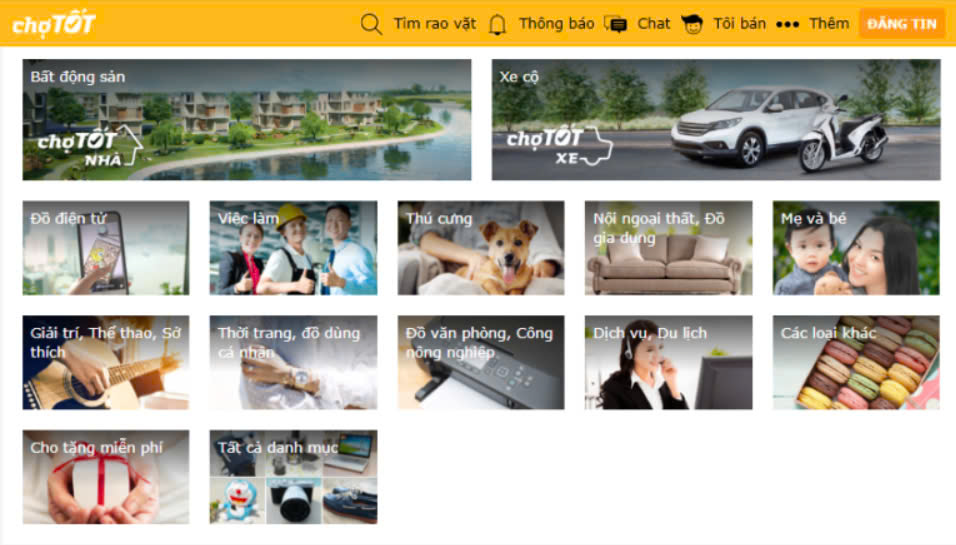 chợTỐT
Tìm rao vặt
Thông báo
Chat
Tôi bán
Thêm
ĐĂNG TIN
Bất động sản
chợTỐT
NHÀ
Xe cộ
chợTỐT
XE
Đồ điện tử
Việc làm
Thú cưng
Nội ngoại thất, Đồ
gia dụng
Mẹ và bé
Giải trí, Thể thao, Sở
thích
Thời trang, đồ dùng
cá nhân
Đồ văn phòng, Công
nông nghiệp
Dịch vụ, Du lịch
Các loại khác
Cho tặng miễn phí
Tất cả danh mục